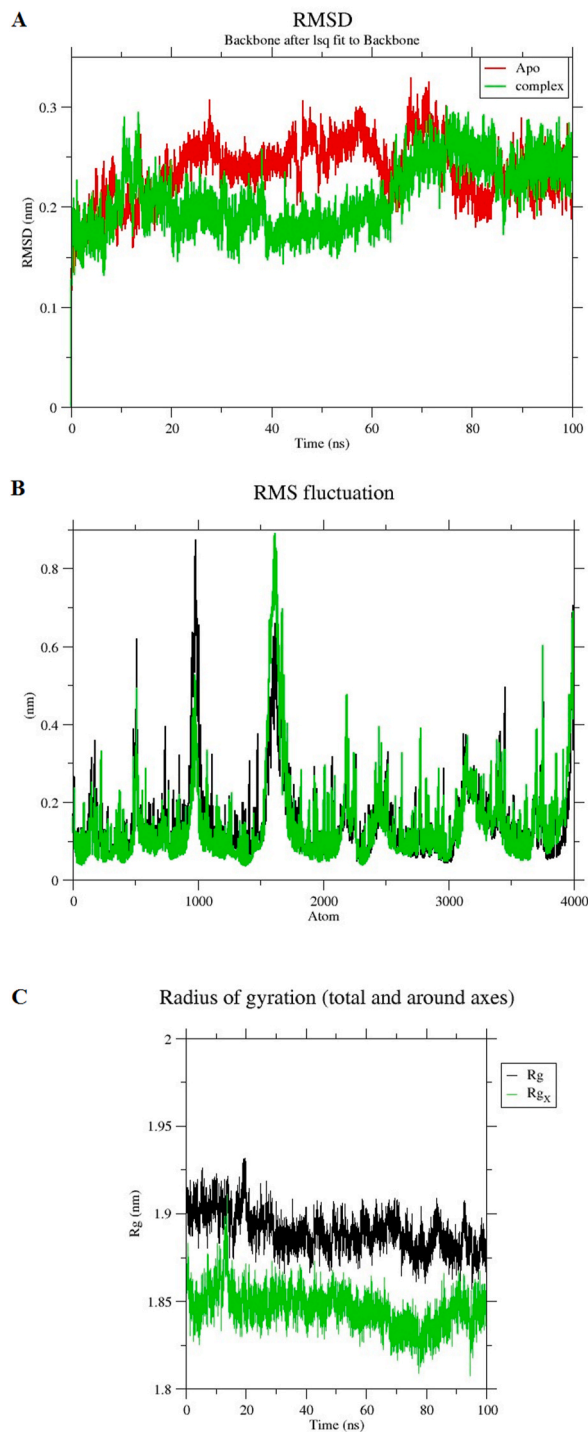 A
RMSD
Backbone after lsq fit to Backbone
Apo
complex
0.3
0.2
0.1
0
RMSD (nm)
0 20 40 60 80 100
Time (ns)
B
RMS fluctuation
0.8
0.6
0.4
0.2
0
(nm)
0 1000 2000 3000 4000
Atom
C
Radius of gyration (total and around axes)
Rg
RgX
2
1.95
1.9
1.85
1.8
Rg (nm)
0 20 40 60 80 100
Time (ns)